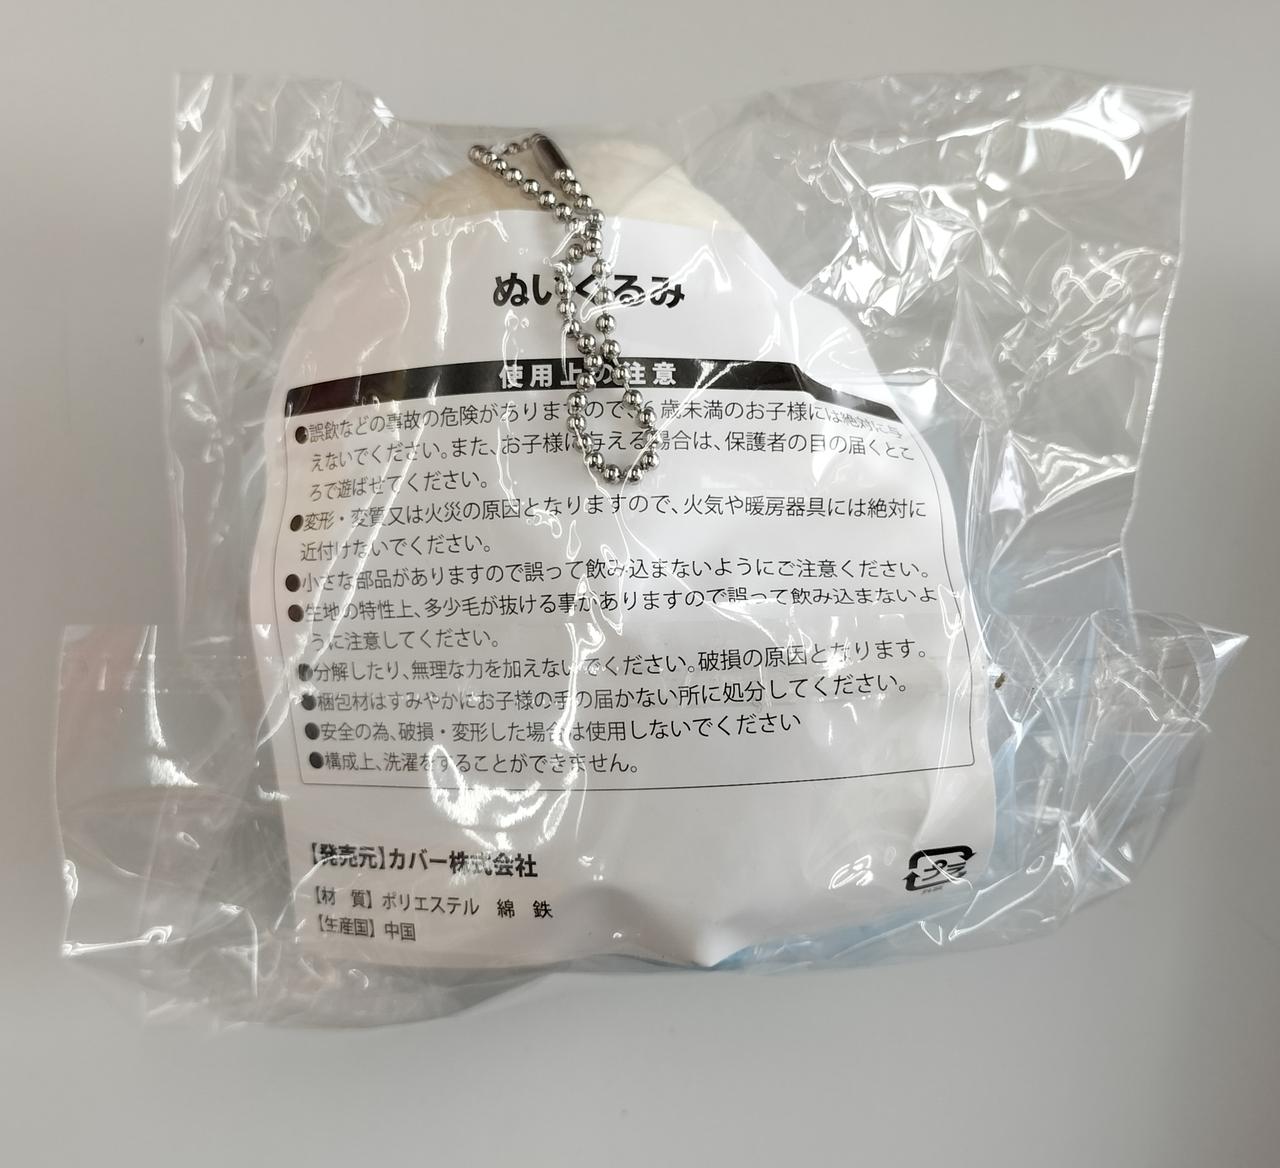 ぬいぐるみ
使用上の注意
●誤飲などの事故の危険がありますので、6歳未満のお子様には絶対に与
えないでください。また、お子様に与える場合は、保護者の目の届くとこ
ろで遊ばせてください。
●変形・変質又は火災の原因となりますので、火気や暖房器具には絶対に
近付けないでください。
●小さな部品がありますので誤って飲み込まないようにご注意ください。
●生地の特性上、多少毛が抜ける事がありますので誤って飲み込まないよ
うに注意してください。
●分解したり、無理な力を加えないでください。破損の原因となります。
●梱包材はすみやかにお子様の手の届かない所に処分してください。
●安全の為、破損・変形した場合は使用しないでください
●構成上、洗濯をすることができません。
【発売元】カバー株式会社
【材　質】ポリエステル　綿　鉄
【生産国】中国
プラ